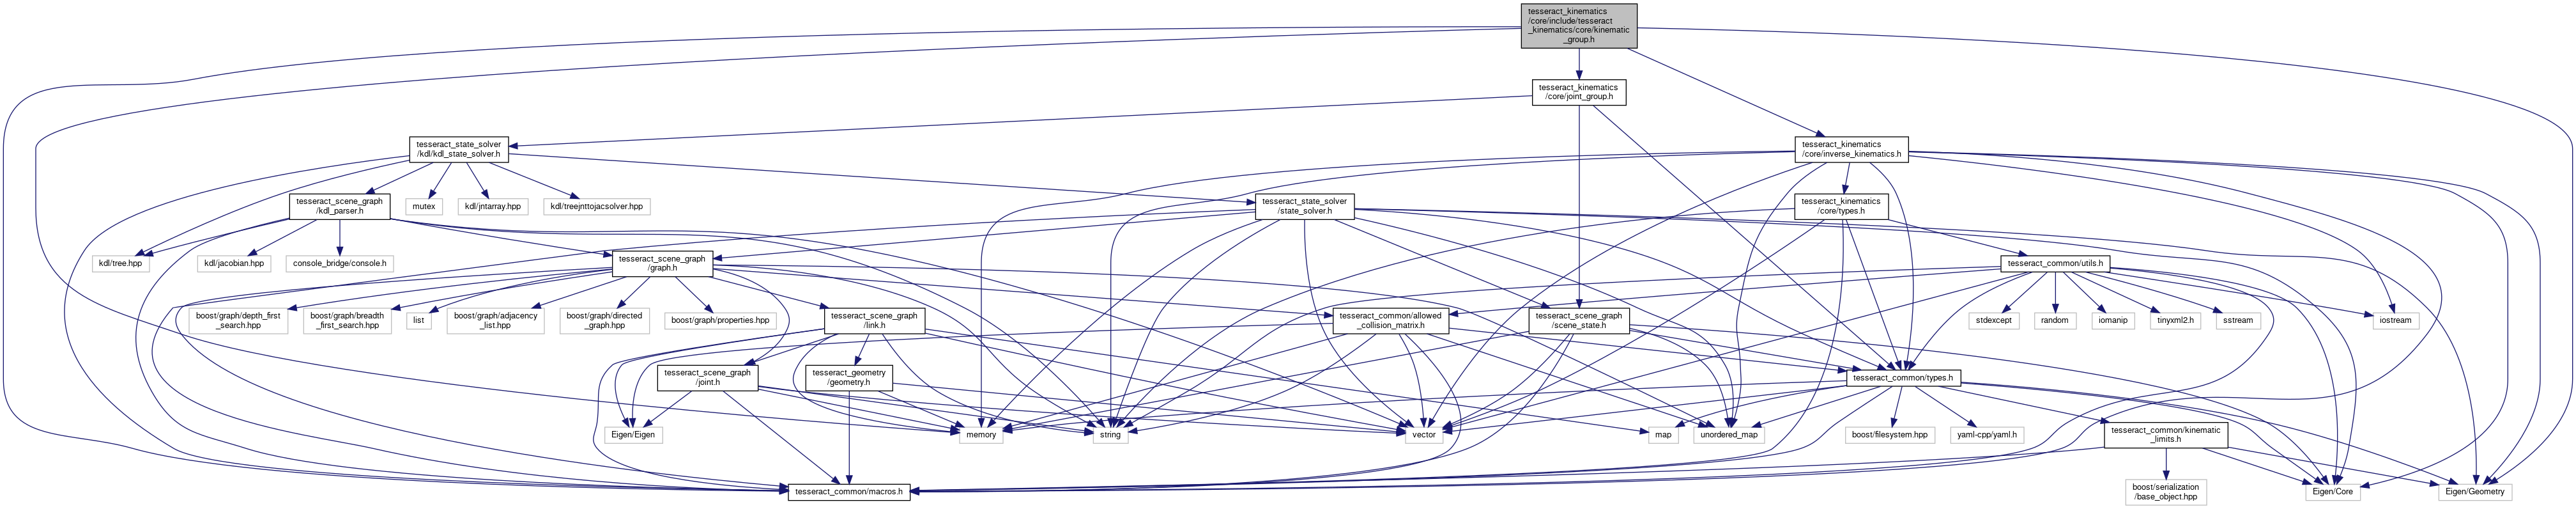 tesseract_kinematics
/core/include/tesseract
_kinematics/core/kinematic
_group.h
tesseract_kinematics
/core/joint_group.h
tesseract_state_solver
/kdl/kdl_state_solver.h
tesseract_kinematics
/core/inverse_kinematics.h
tesseract_scene_graph
/kdl_parser.h
mutex
kdl/jntarray.hpp
kdl/treejnttojacsolver.hpp
tesseract_state_solver
/state_solver.h
tesseract_kinematics
/core/types.h
kdl/tree.hpp
kdl/jacobian.hpp
console_bridge/console.h
tesseract_scene_graph
/graph.h
tesseract_common/utils.h
boost/graph/depth_first
_search.hpp
boost/graph/breadth
_first_search.hpp
list
boost/graph/adjacency
_list.hpp
boost/graph/directed
_graph.hpp
boost/graph/properties.hpp
tesseract_scene_graph
/link.h
tesseract_common/allowed
_collision_matrix.h
tesseract_scene_graph
/scene_state.h
stdexcept
random
iomanip
tinyxml2.h
sstream
iostream
tesseract_scene_graph
/joint.h
tesseract_geometry
/geometry.h
tesseract_common/types.h
Eigen/Eigen
memory
string
vector
map
unordered_map
boost/filesystem.hpp
yaml-cpp/yaml.h
tesseract_common/kinematic
_limits.h
tesseract_common/macros.h
boost/serialization
/base_object.hpp
Eigen/Core
Eigen/Geometry